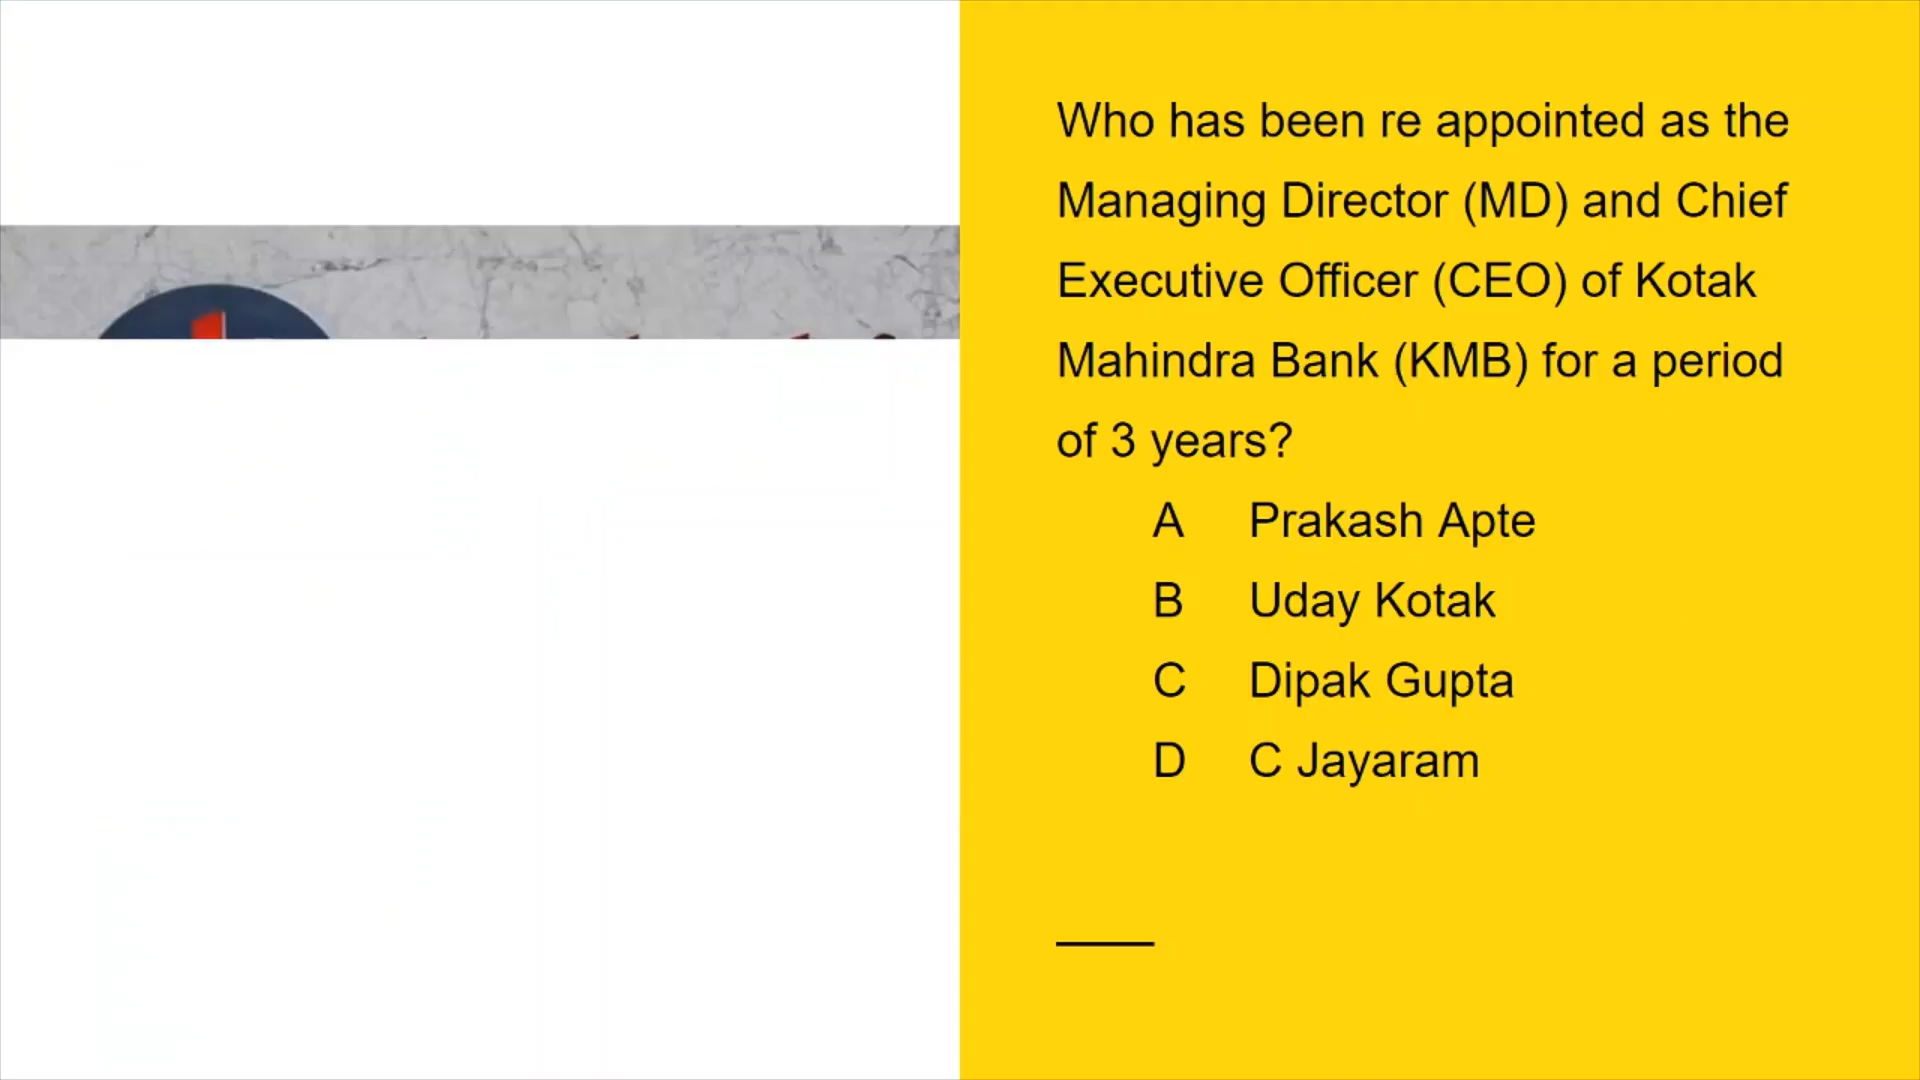 Who has been re appointed as the
Managing Director (MD) and Chief
Executive Officer (CEO) of Kotak
Mahindra Bank (KMB) for a period
of 3 years?
A Prakash Apte
B Uday Kotak
C Dipak Gupta
D C Jayaram